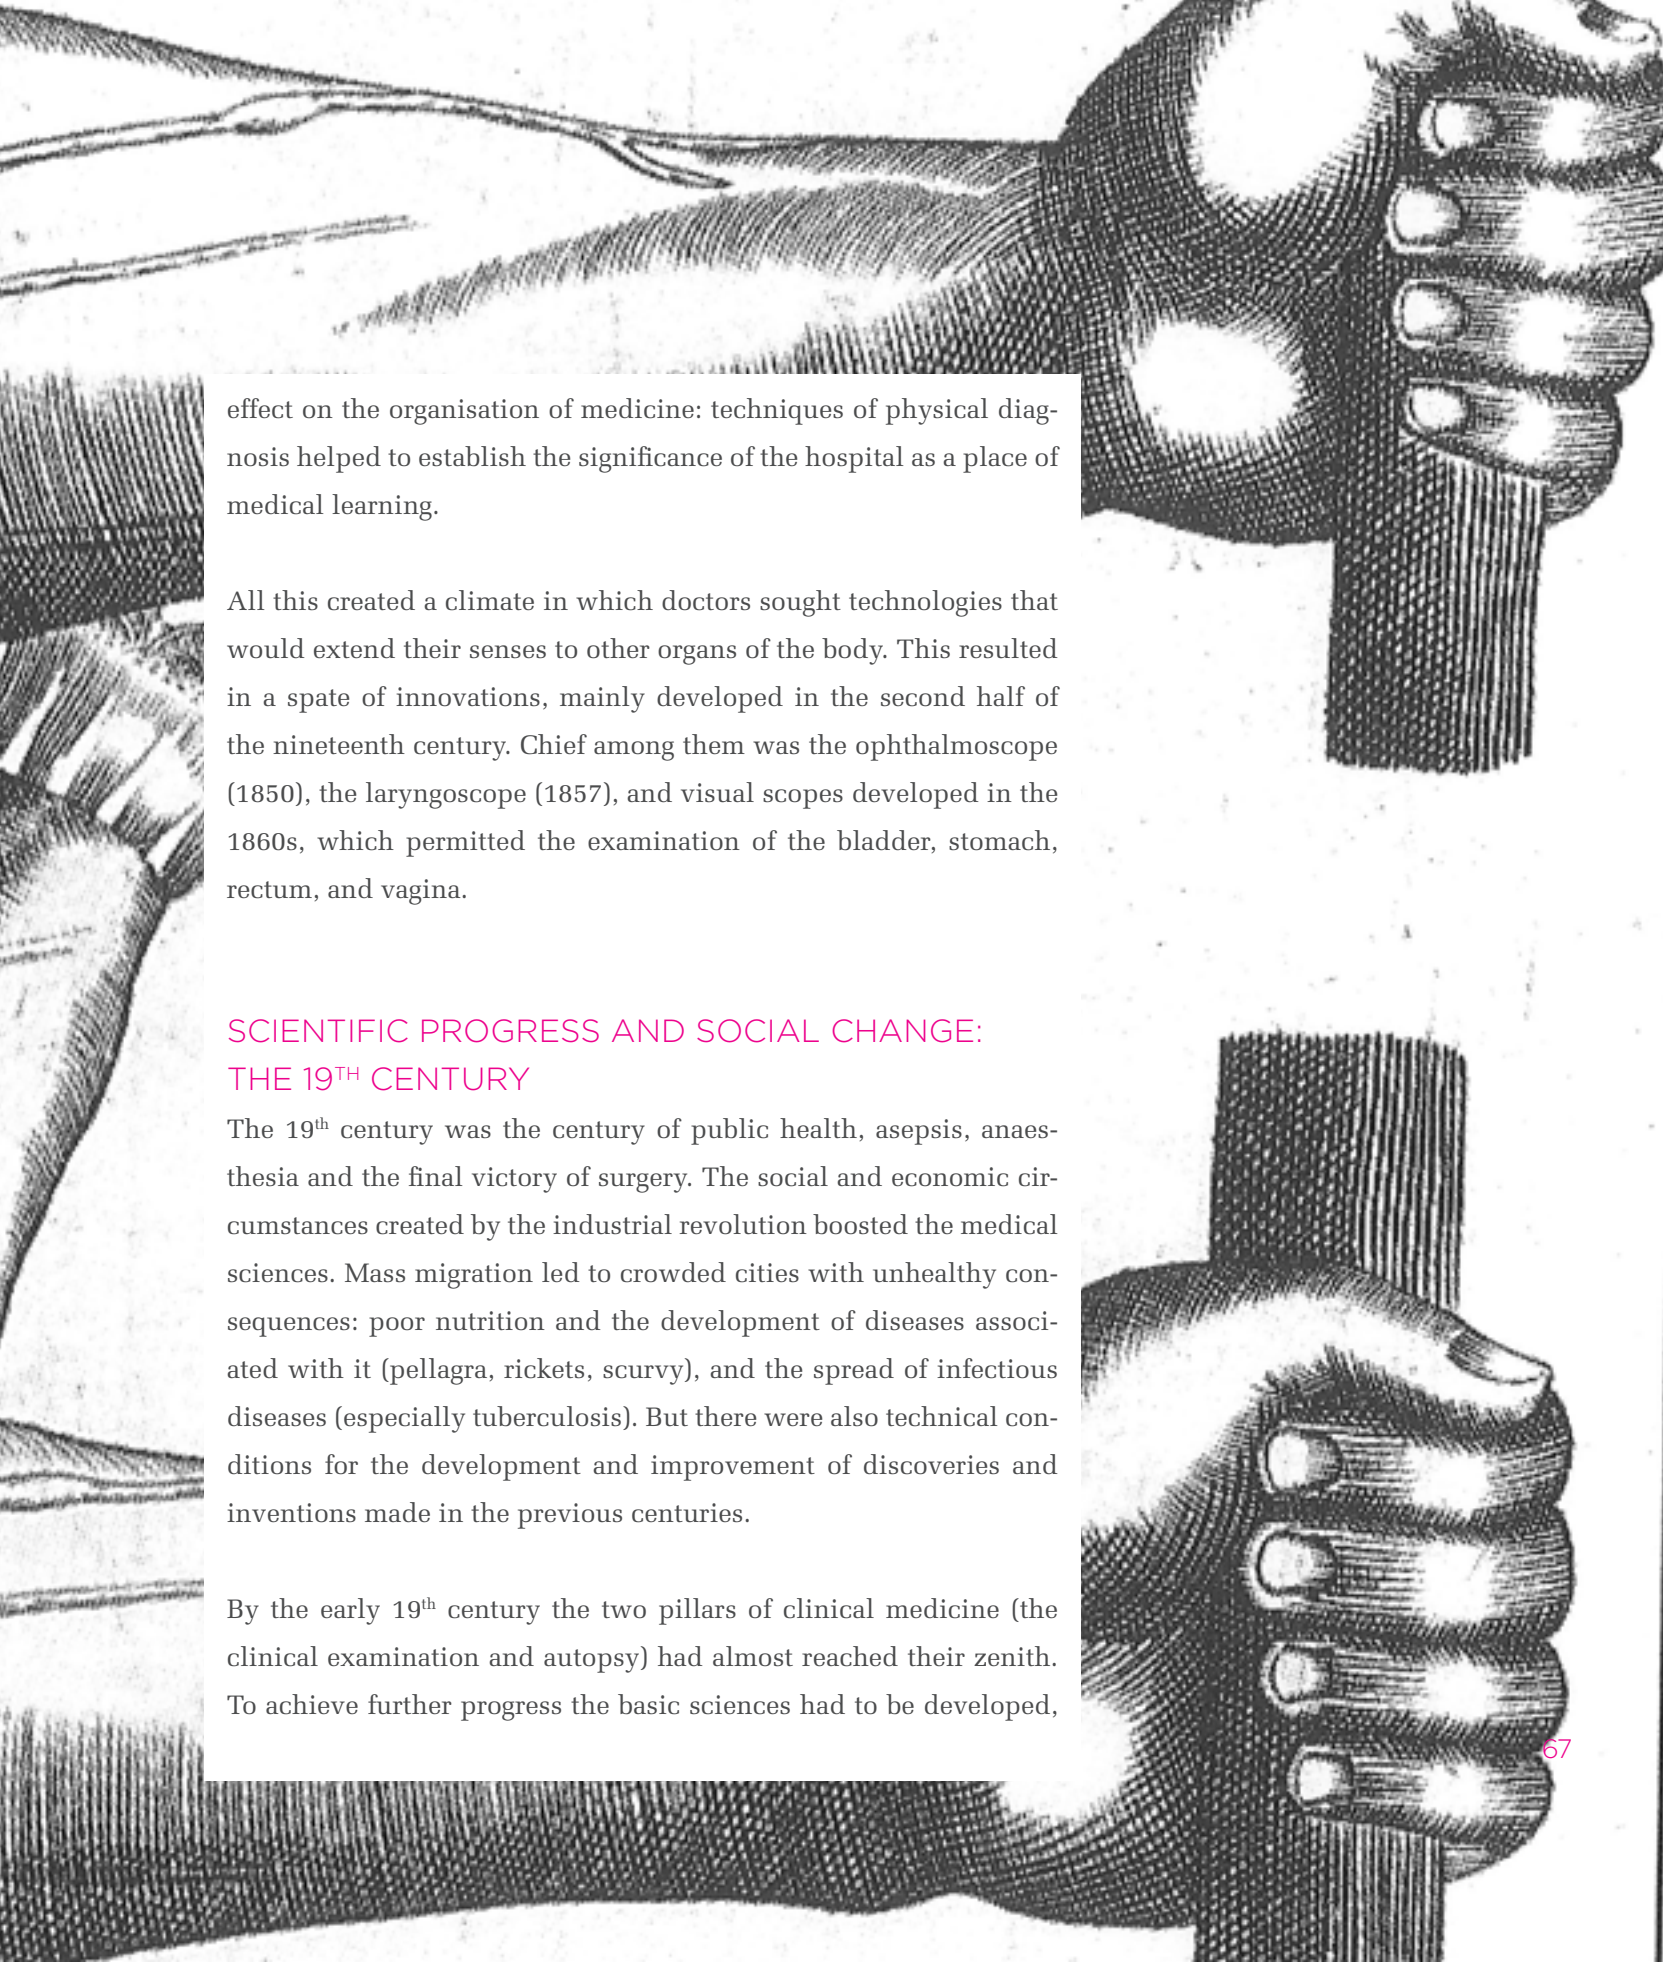 effect on the organisation of medicine: techniques of physical diag-
nosis helped to establish the significance of the hospital as a place of
medical learning.
All this created a climate in which doctors sought technologies that
would extend their senses to other organs of the body. This resulted
in a spate of innovations, mainly developed in the second half of
the nineteenth century. Chief among them was the ophthalmoscope
(1850), the laryngoscope (1857), and visual scopes developed in the
1860s, which permitted the examination of the bladder, stomach,
rectum, and vagina.
SCIENTIFIC PROGRESS AND SOCIAL CHANGE:
THE 19TH CENTURY
The 19th century was the century of public health, asepsis, anaes-
thesia and the final victory of surgery. The social and economic cir-
cumstances created by the industrial revolution boosted the medical
sciences. Mass migration led to crowded cities with unhealthy con-
sequences: poor nutrition and the development of diseases associ-
ated with it (pellagra, rickets, scurvy), and the spread of infectious
diseases (especially tuberculosis). But there were also technical con-
ditions for the development and improvement of discoveries and
inventions made in the previous centuries.
By the early 19th century the two pillars of clinical medicine (the
clinical examination and autopsy) had almost reached their zenith.
To achieve further progress the basic sciences had to be developed,
67